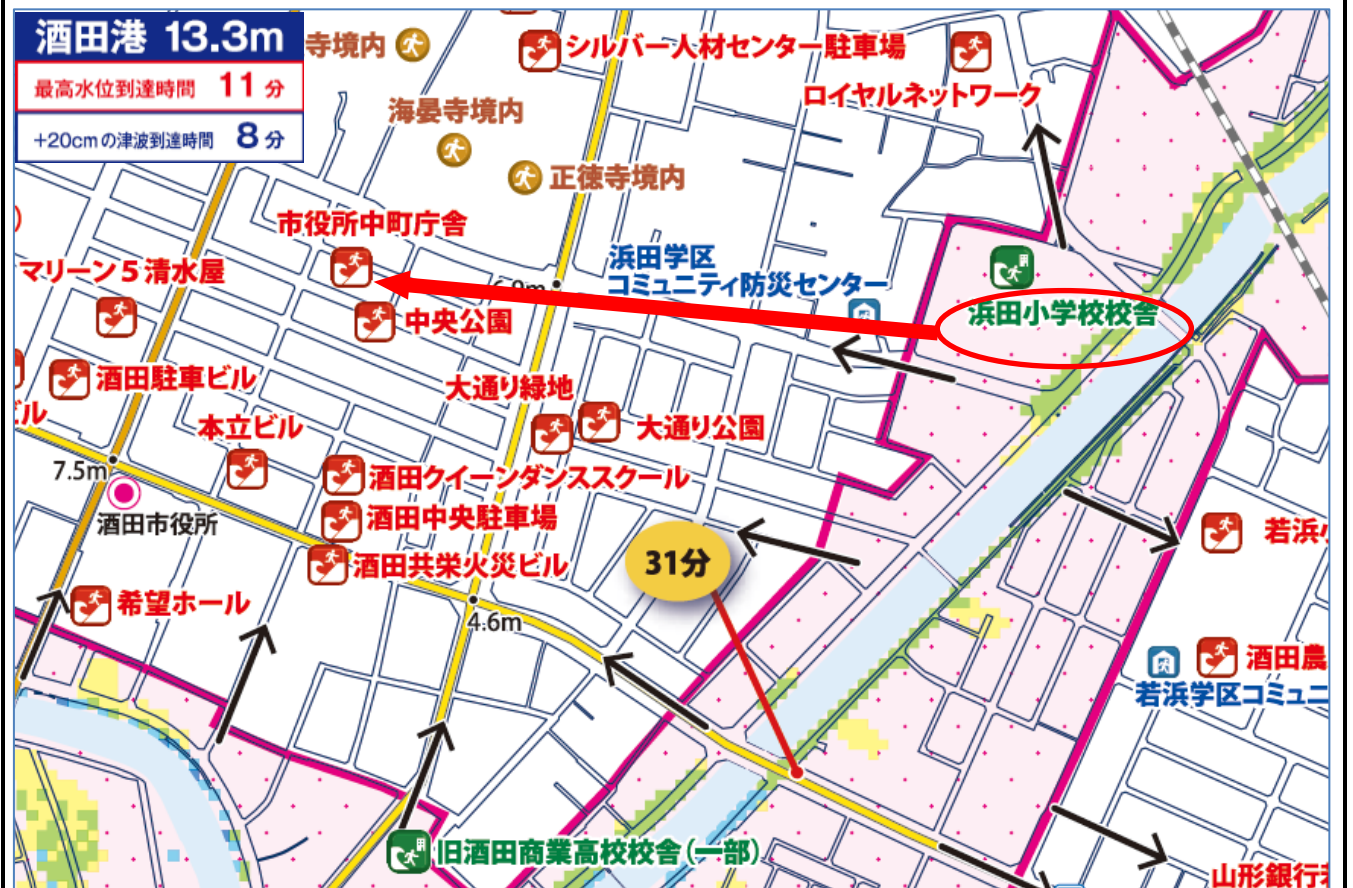 酒田港 13.3m
最高水位到達時間 11 分
+20cmの津波到達時間 8 分
寺境内
シルバー人材センター駐車場
ロイヤルネットワーク
海晏寺境内
正徳寺境内
市役所中町庁舎
浜田学区
コミュニティ防災センター
マリーン5清水屋
中央公園
浜田小学校校舎
酒田駐車ビル
大通り緑地
ビル
本立ビル
大通り公園
7.5m
酒田クイーンダンススクール
酒田市役所
酒田中央駐車場
若浜
31分
酒田共栄火災ビル
希望ホール
4.6m
酒田農
若浜学区コミュニ
旧酒田商業高校校舎(一部)
山形銀行